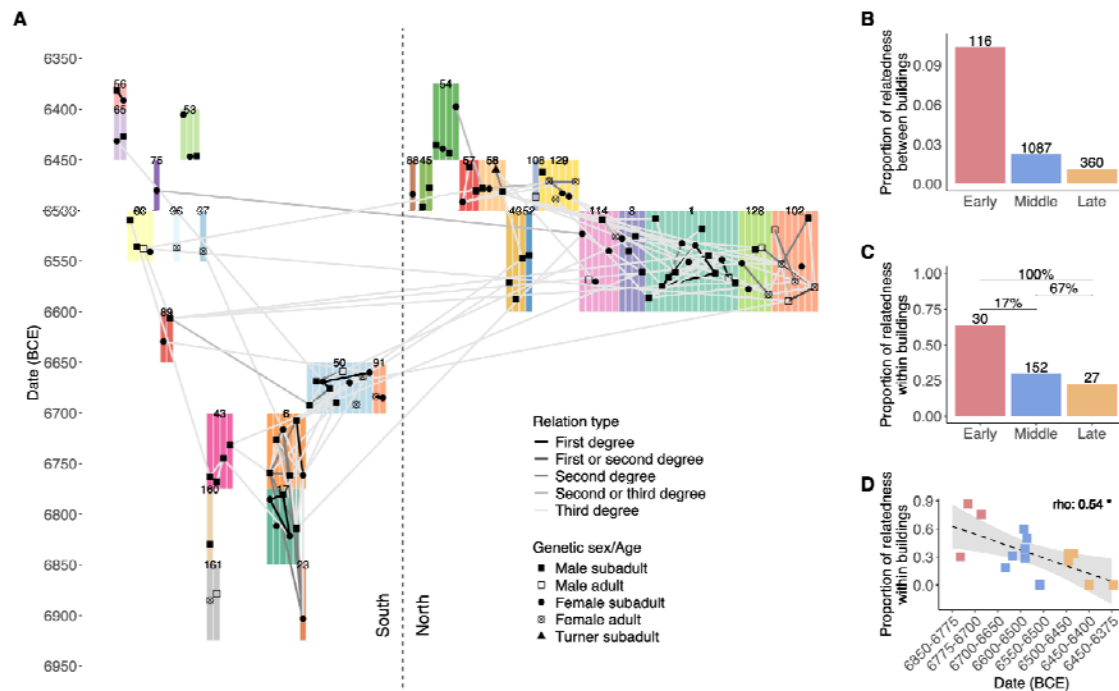 A
Date (BCE)
6350-
6400-
6450-
6500-
6550-
6600-
6650-
6700-
6750-
6800-
6850-
6900-
6950-
56
65
53
54
75
88 45
57
58
108
129
96
37
114
8
1
128
102
52
89
50
91
43
6
17
160
161
23
South
North
Relation type
First degree
First or second degree
Second degree
Second or third degree
Third degree
Genetic sex/Age
Male subadult
Male adult
Female subadult
Female adult
Turner subadult
B
Proportion of relatedness
between buildings
0.09
0.06
0.03
0.00
116
1087
360
Early Middle Late
C
Proportion of relatedness
within buildings
1.00
0.75
0.50
0.25
0.00
100%
67%
17%
30
152
27
Early Middle Late
D
Proportion of relatedness
within buildings
0.9
0.6
0.3
0.0
rho: 0.54 *
6850-6775
6775-6700
6700-6650
6600-6500
6550-6500
6500-6450
6450-6400
6450-6375
Date (BCE)